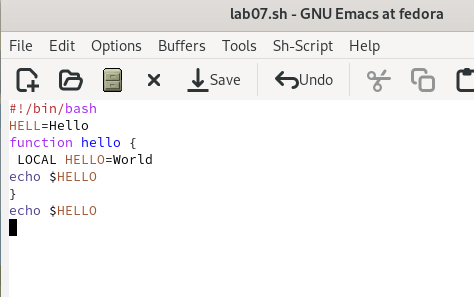 lab07.sh - GNU Emacs at fedora
File Edit Options Buffers Tools Sh-Script Help
Save Undo
#!/bin/bash
HELL=Hello
function hello {
 LOCAL HELLO=World
echo $HELLO
}
echo $HELLO